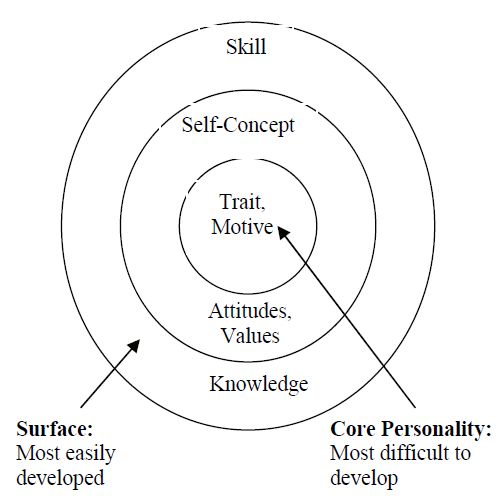 Skill
Self-Concept
Trait,
Motive
Attitudes,
Values
Knowledge
Surface:
Most easily
developed
Core Personality:
Most difficult to
develop